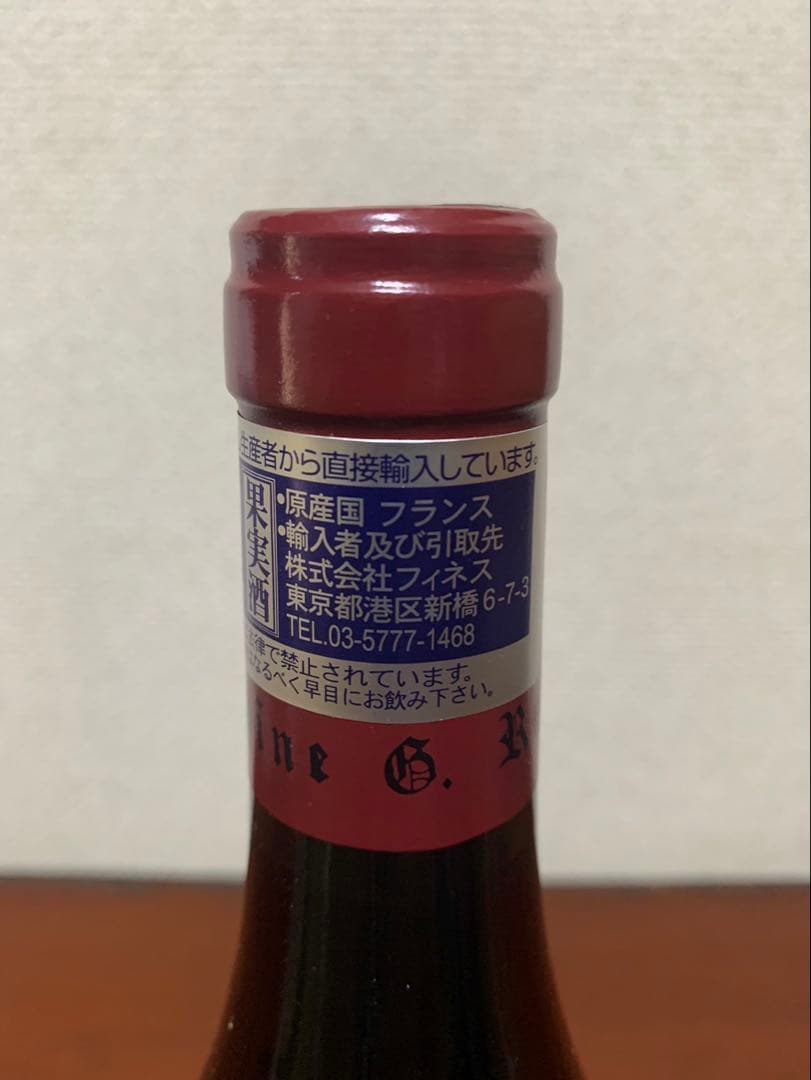 生産者から直接輸入しています。
果実酒
・原産国 フランス
・輸入者及び引取先
株式会社フィネス
東京都港区新橋6-7-3
TEL.03-5777-1468
律で禁止されています。
なるべく早目にお飲み下さい。
ine G. R